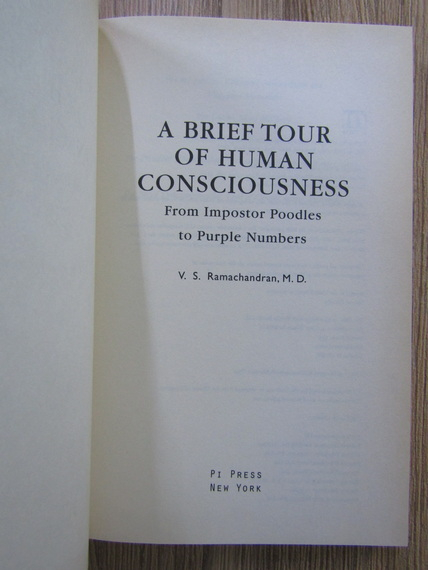 A BRIEF TOUR
OF HUMAN
CONSCIOUSNESS
From Impostor Poodles
to Purple Numbers
V. S. Ramachandran, M. D.
PI PRESS
NEW YORK